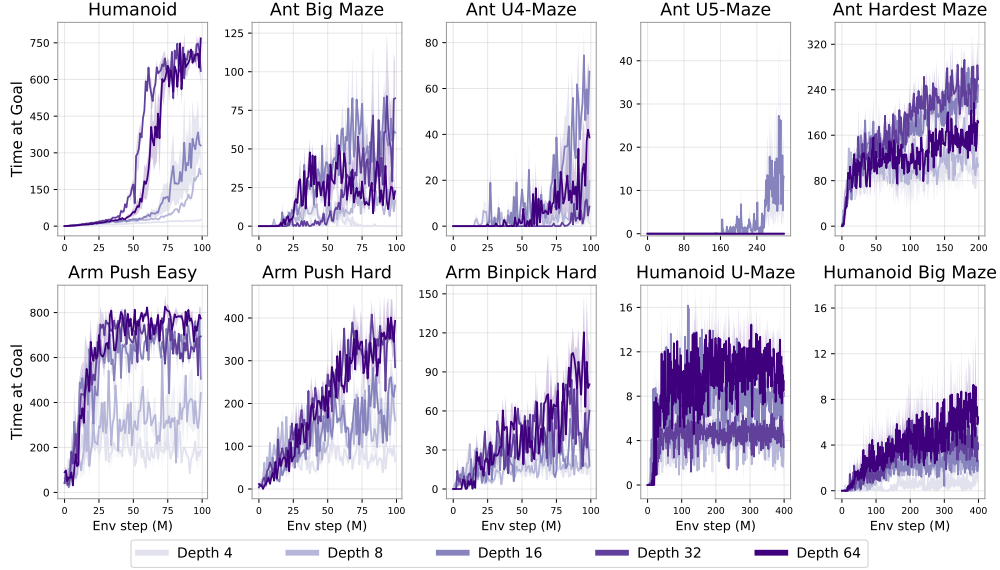 Humanoid
Ant Big Maze
Ant U4-Maze
Ant U5-Maze
Ant Hardest Maze
Time at Goal
750
600
450
300
150
0
0 25 50 75 100
125
100
75
50
25
0
0 25 50 75 100
80
60
40
20
0
0 25 50 75 100
40
30
20
10
0
0 80 160 240
320
240
160
80
0
0 50 100 150 200
Arm Push Easy
Arm Push Hard
Arm Binpick Hard
Humanoid U-Maze
Humanoid Big Maze
Time at Goal
800
600
400
200
0
0 25 50 75 100
Env step (M)
400
300
200
100
0
0 25 50 75 100
Env step (M)
150
120
90
60
30
0
0 25 50 75 100
Env step (M)
16
12
8
4
0
0 100 200 300 400
Env step (M)
16
12
8
4
0
0 100 200 300 400
Env step (M)
Depth 4
Depth 8
Depth 16
Depth 32
Depth 64